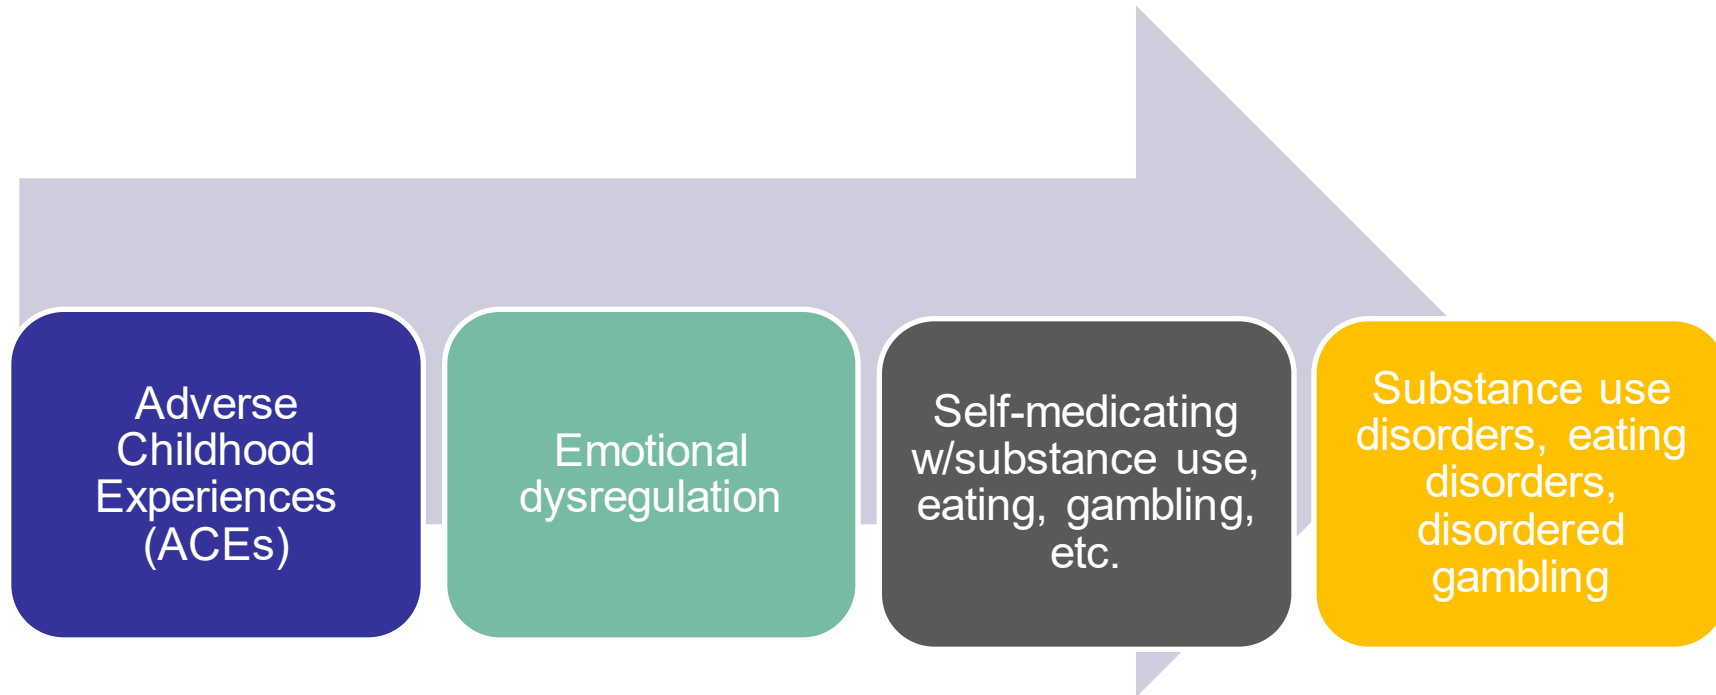 Adverse
Childhood
Experiences
(ACEs)
Emotional
dysregulation
Self-medicating
w/substance use,
eating, gambling,
etc.
Substance use
disorders, eating
disorders,
disordered
gambling